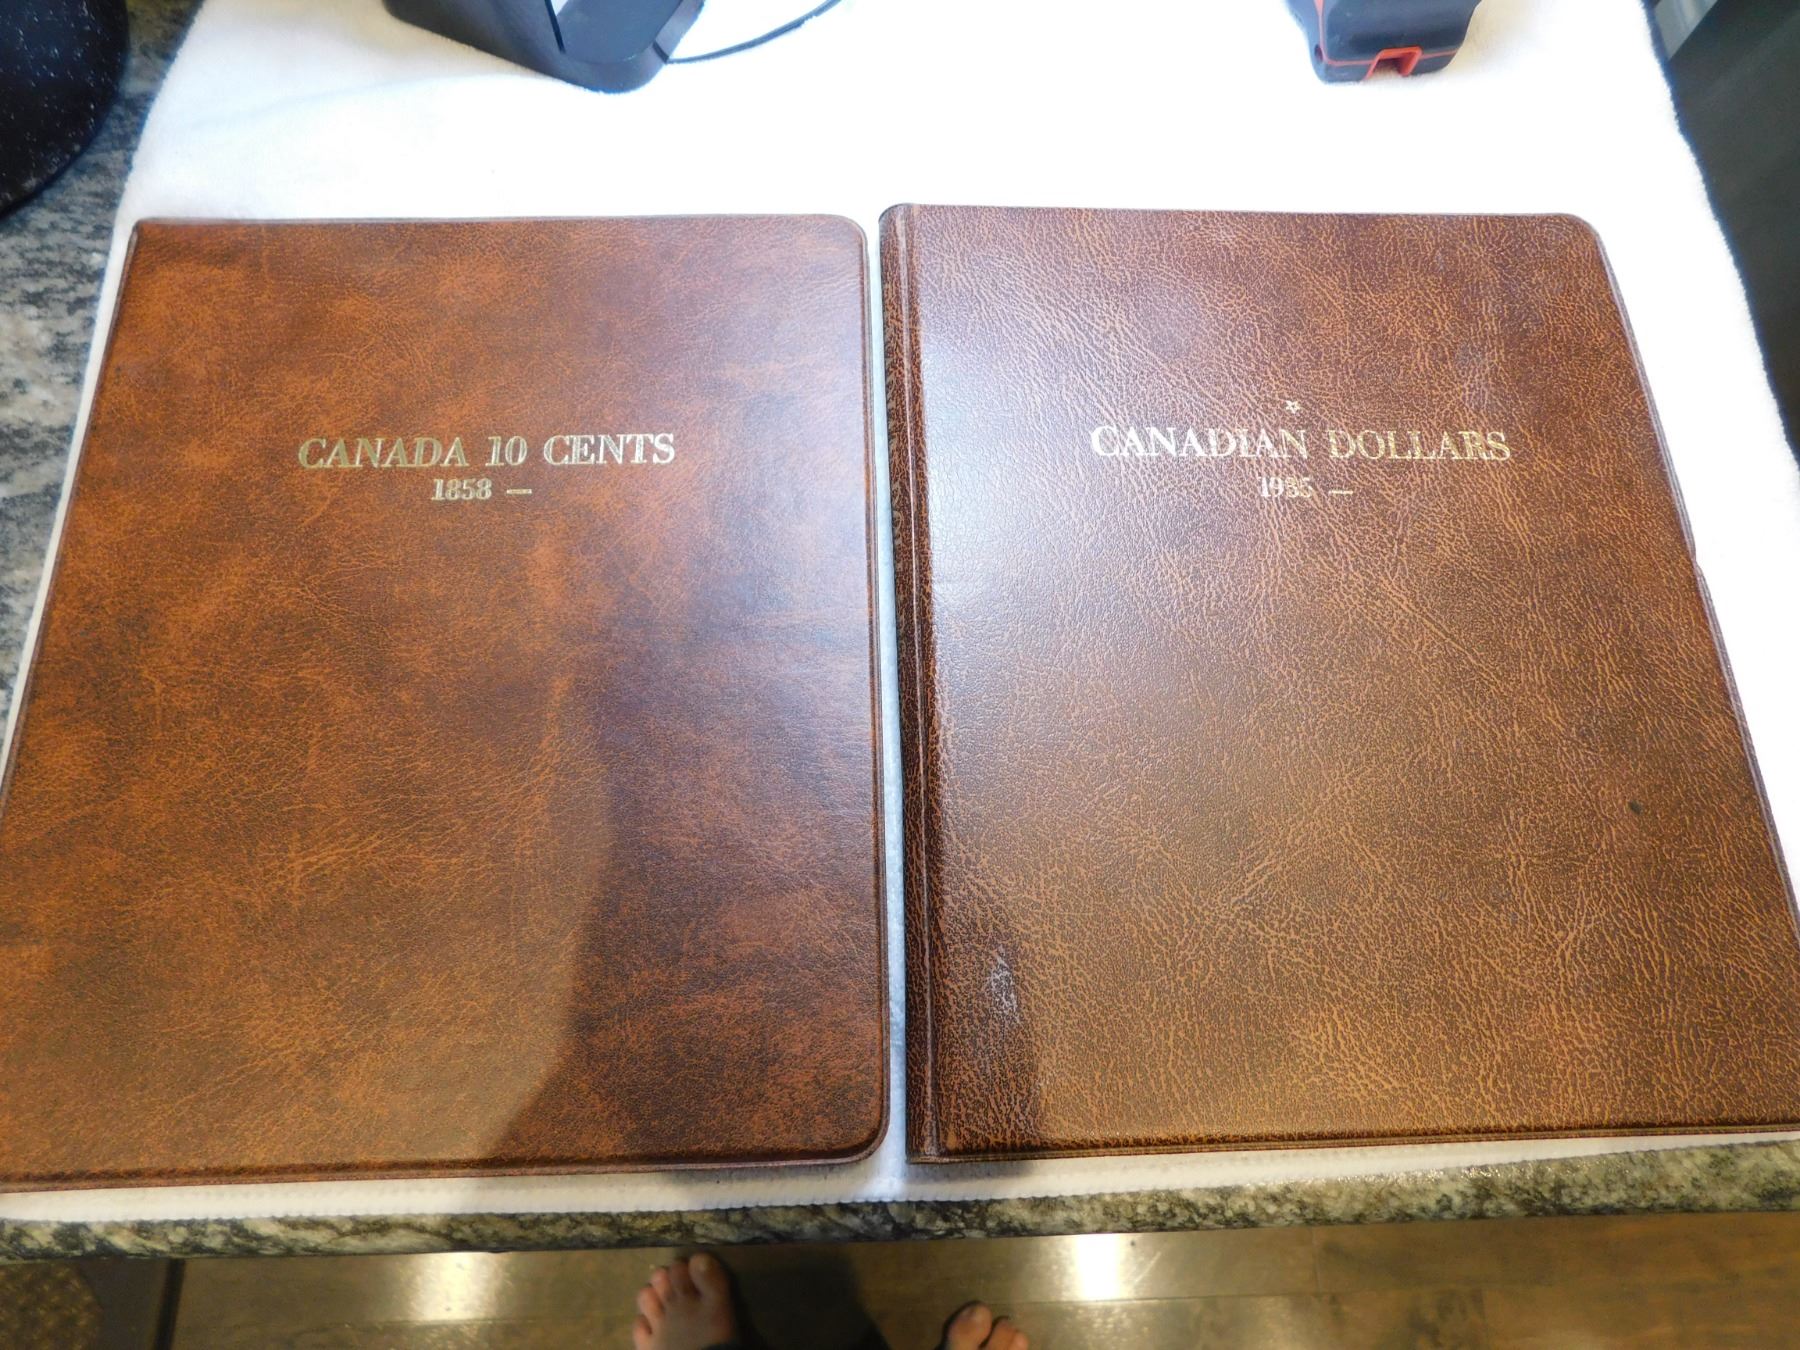 CANADA 10 CENTS
1858 —
CANADIAN DOLLARS
1935 —